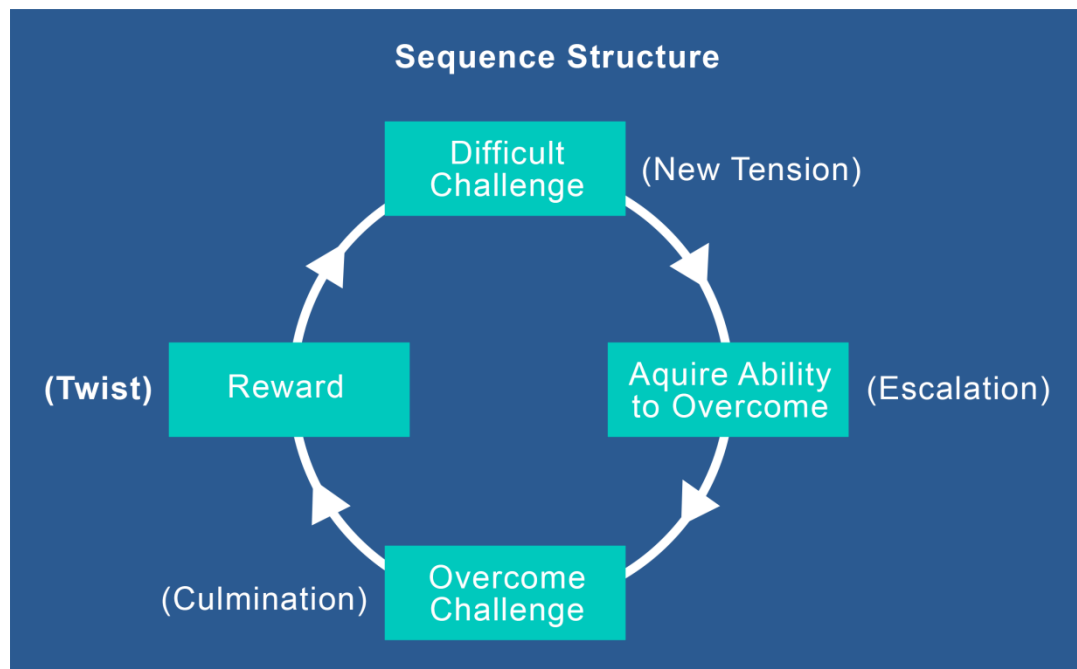 Sequence Structure
Difficult
Challenge
(New Tension)
Aquire Ability
to Overcome
(Escalation)
Overcome
Challenge
(Culmination)
Reward
(Twist)